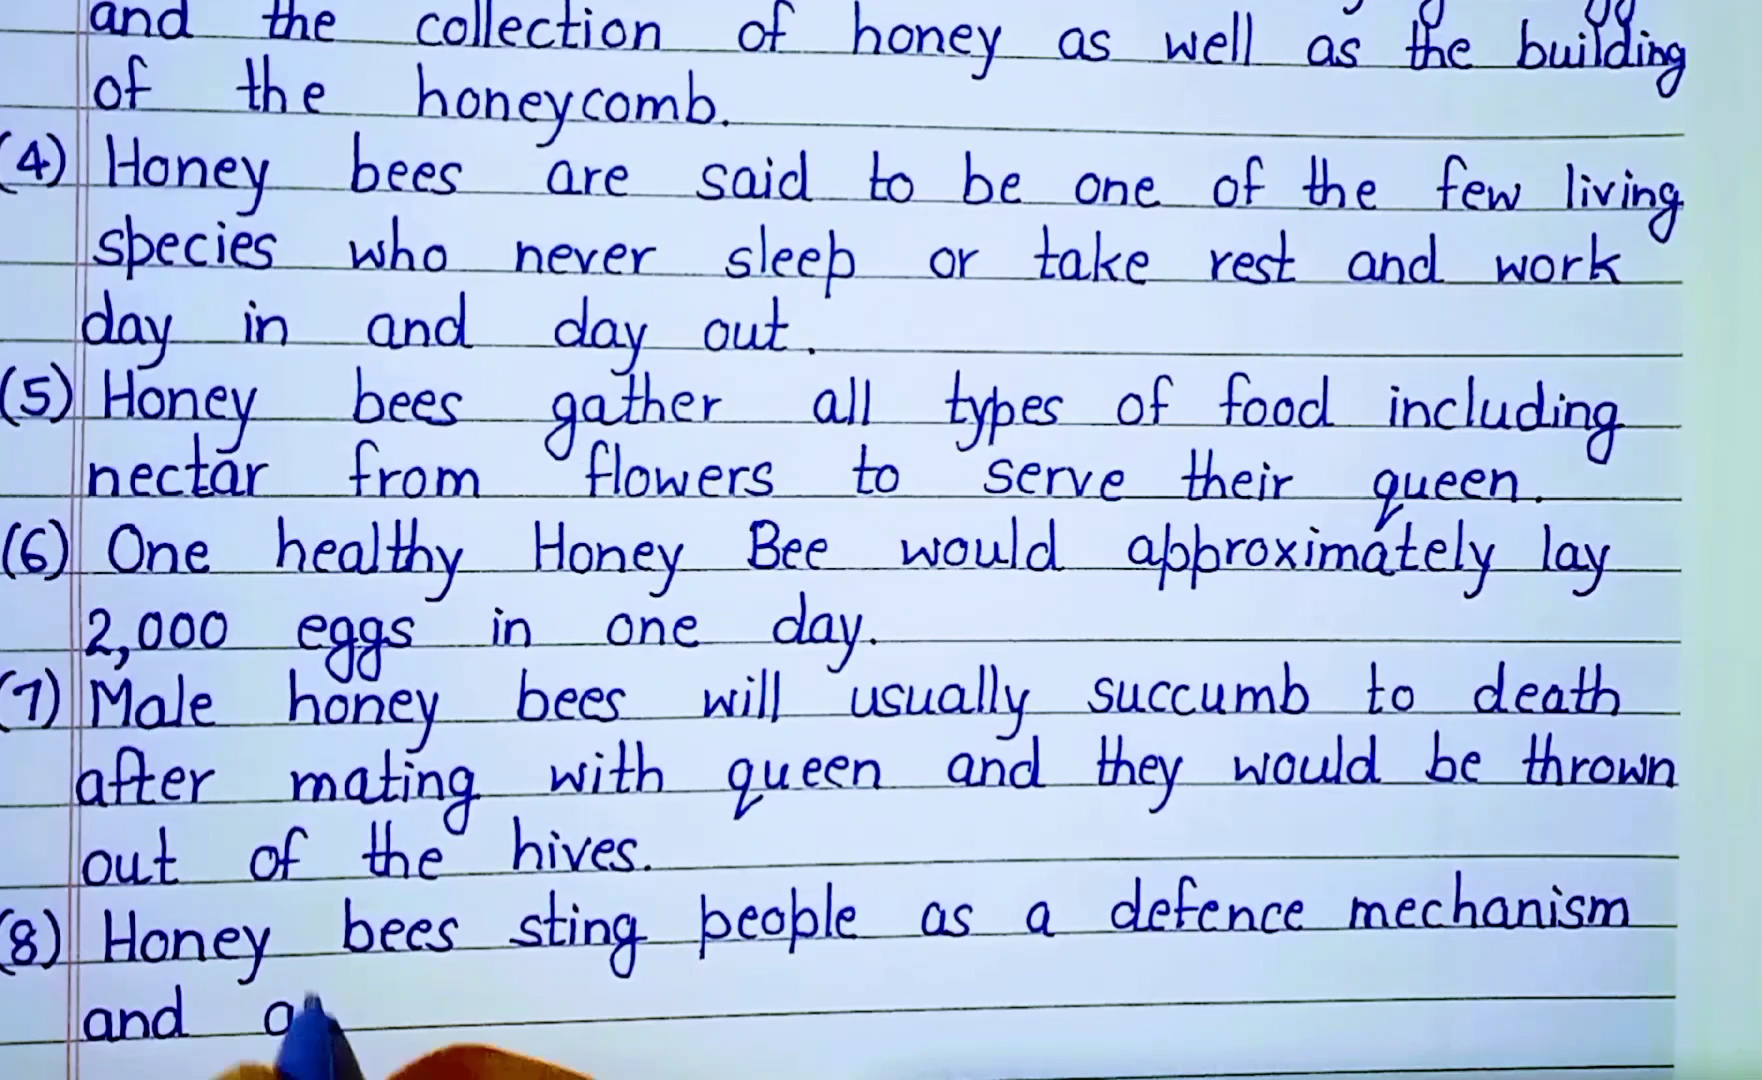 and the collection of honey as well as the building
of the honeycomb.
(4) Honey bees are said to be one of the few living
species who never sleep or take rest and work
day in and day out.
(5) Honey bees gather all types of food including
nectar from flowers to serve their queen.
(6) One healthy Honey Bee would approximately lay
2,000 eggs in one day.
(7) Male honey bees will usually succumb to death
after mating with queen and they would be thrown
out of the hives.
(8) Honey bees sting people as a defence mechanism
and a